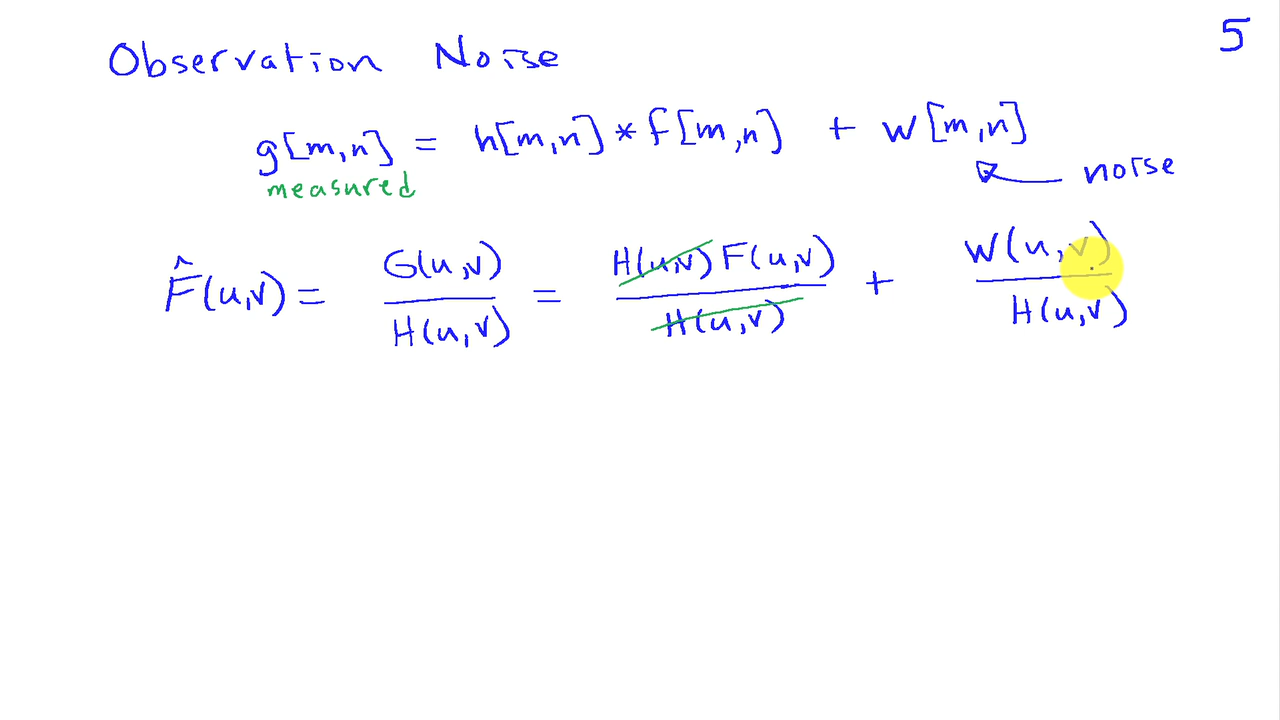 5
Observation Noise
g[m,n] = h[m,n] * f[m,n] + w[m,n]
measured
noise
F̂(u,v) = G(u,v) / H(u,v) = H(u,v) F(u,v) / H(u,v) + W(u,v) / H(u,v)